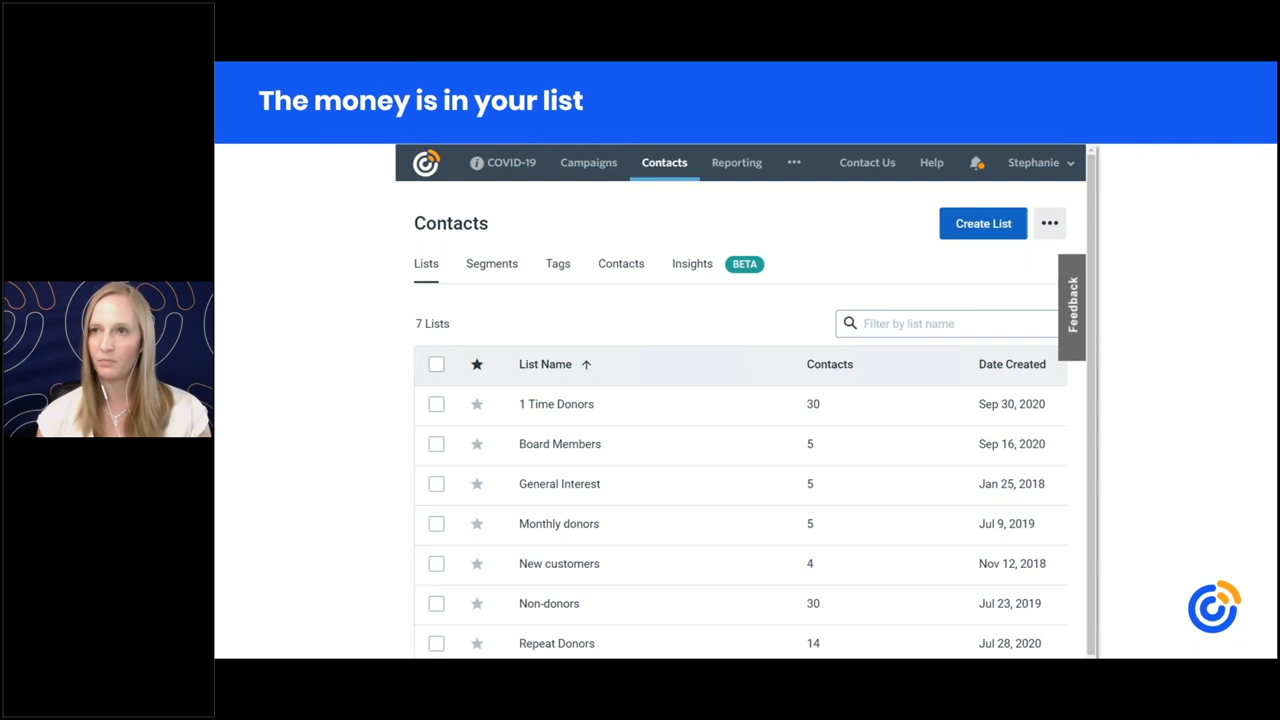 The money is in your list
COVID-19 Campaigns Contacts Reporting ••• Contact Us Help Stephanie
Contacts
Create List •••
Lists Segments Tags Contacts Insights BETA
Feedback
7 Lists
Filter by list name
List Name ↑ Contacts Date Created
1 Time Donors 30 Sep 30, 2020
Board Members 5 Sep 16, 2020
General Interest 5 Jan 25, 2018
Monthly donors 5 Jul 9, 2019
New customers 4 Nov 12, 2018
Non-donors 30 Jul 23, 2019
Repeat Donors 14 Jul 28, 2020